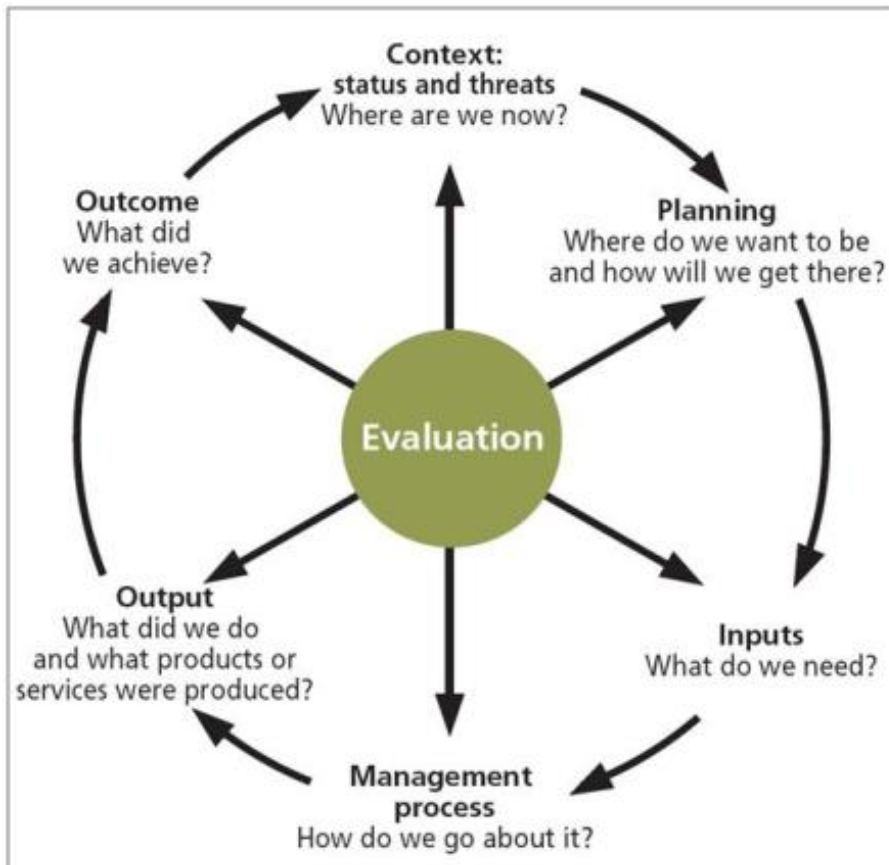 Context:
status and threats
Where are we now?
Planning
Where do we want to be
and how will we get there?
Inputs
What do we need?
Management
process
How do we go about it?
Output
What did we do
and what products or
services were produced?
Outcome
What did
we achieve?
Evaluation